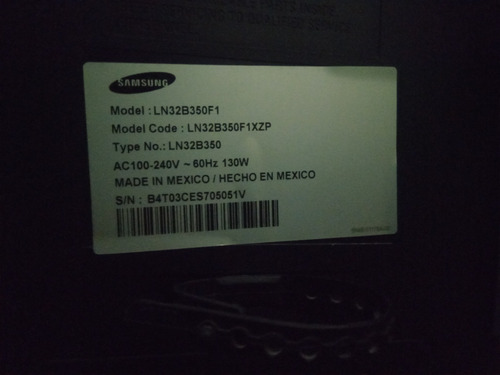 SAMSUNG
Model : LN32B350F1
Model Code : LN32B350F1XZP
Type No.: LN32B350
AC100-240V ~ 60Hz 130W
MADE IN MEXICO / HECHO EN MEXICO
S/N : B4T03CES705051V